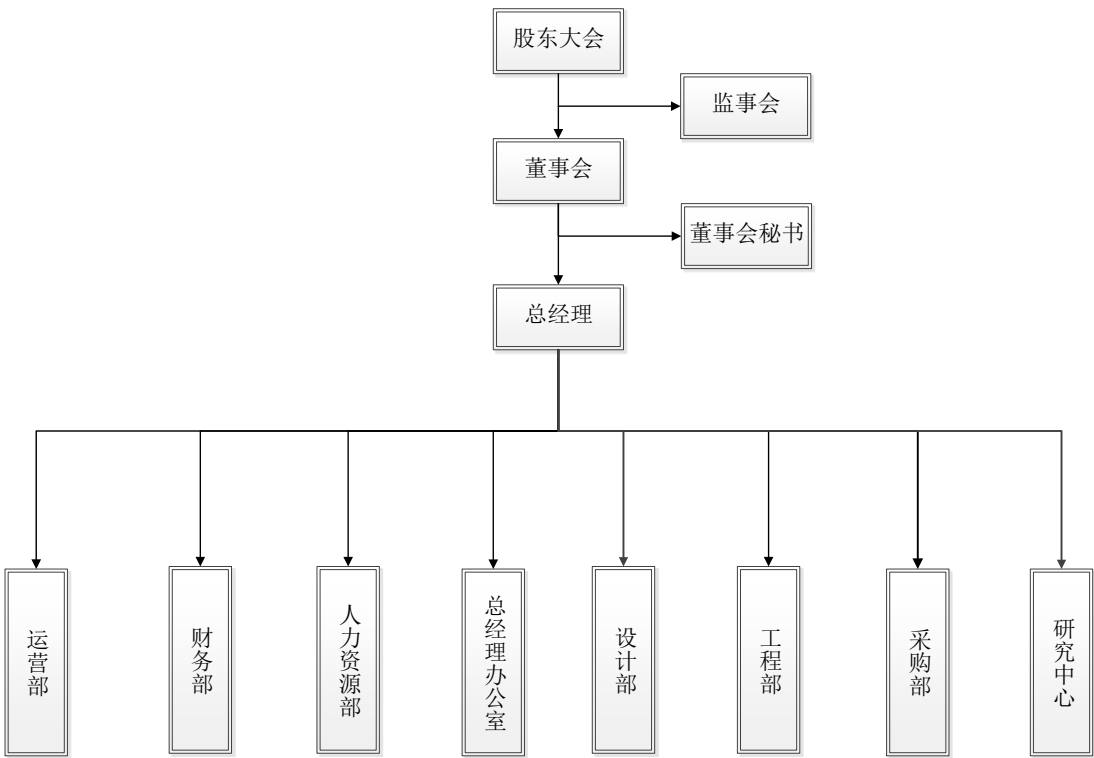 股东大会
监事会
董事会
董事会秘书
总经理
运营部
财务部
人力资源部
总经理办公室
设计部
工程部
采购部
研究中心